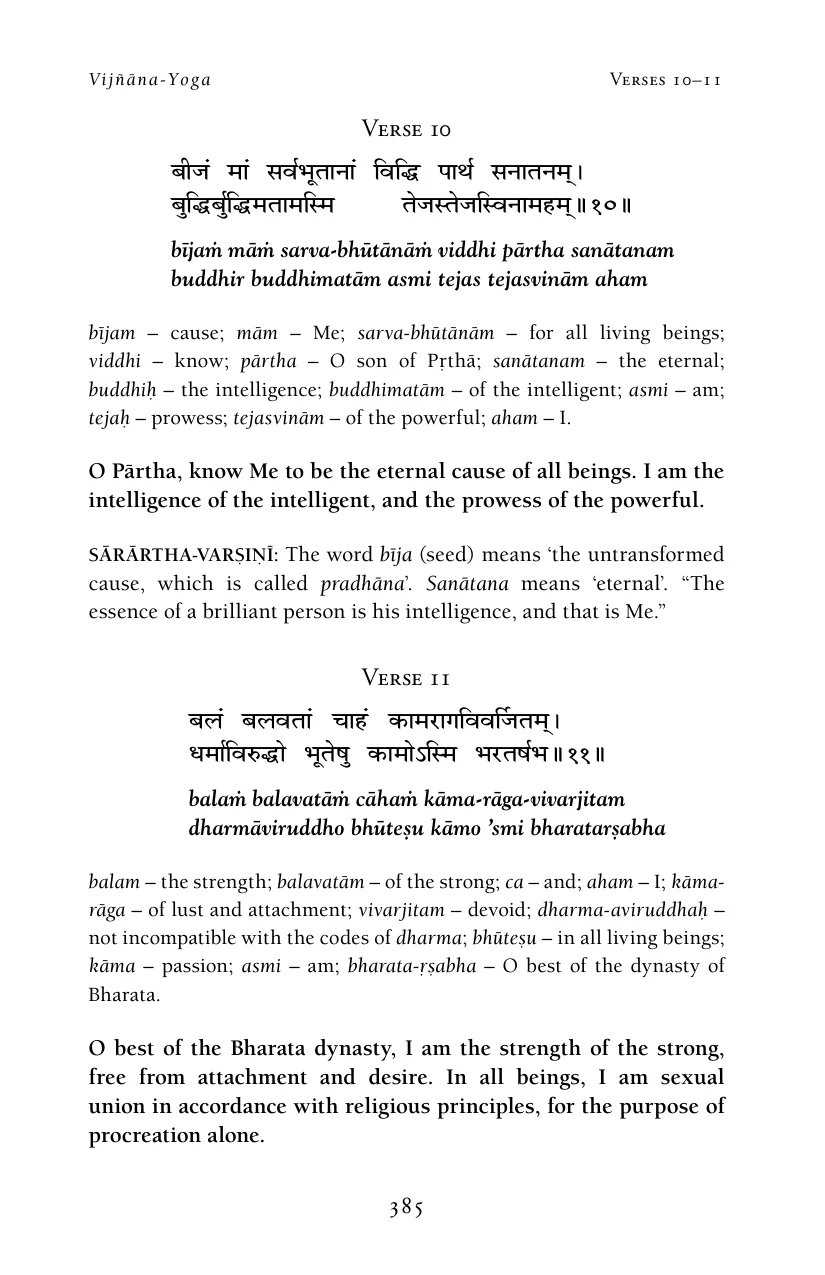 Vijñāna-Yoga Verses 10–11
Verse 10
बीजं मां सर्वभूतानां विद्धि पार्थ सनातनम्।
बुद्धिर्बुद्धिमतामस्मि तेजस्तेजस्विनामहम्॥१०॥
bījaṁ māṁ sarva-bhūtānāṁ viddhi pārtha sanātanam
buddhir buddhimatām asmi tejas tejasvinām aham
bījam – cause; mām – Me; sarva-bhūtānām – for all living beings;
viddhi – know; pārtha – O son of Pṛthā; sanātanam – the eternal;
buddhiḥ – the intelligence; buddhimatām – of the intelligent; asmi – am;
tejaḥ – prowess; tejasvinām – of the powerful; aham – I.
O Pārtha, know Me to be the eternal cause of all beings. I am the
intelligence of the intelligent, and the prowess of the powerful.
SĀRĀRTHA-VARṢIṆĪ: The word bīja (seed) means ‘the untransformed
cause, which is called pradhāna’. Sanātana means ‘eternal’. “The
essence of a brilliant person is his intelligence, and that is Me.”
Verse 11
बलं बलवतां चाहं कामरागविवर्जितम्।
धर्माविरुद्धो भूतेषु कामोऽस्मि भरतर्षभ॥११॥
balaṁ balavatāṁ cāhaṁ kāma-rāga-vivarjitam
dharmāviruddho bhūteṣu kāmo ’smi bharatarṣabha
balam – the strength; balavatām – of the strong; ca – and; aham – I; kāma-
rāga – of lust and attachment; vivarjitam – devoid; dharma-aviruddhaḥ –
not incompatible with the codes of dharma; bhūteṣu – in all living beings;
kāma – passion; asmi – am; bharata-ṛṣabha – O best of the dynasty of
Bharata.
O best of the Bharata dynasty, I am the strength of the strong,
free from attachment and desire. In all beings, I am sexual
union in accordance with religious principles, for the purpose of
procreation alone.
385